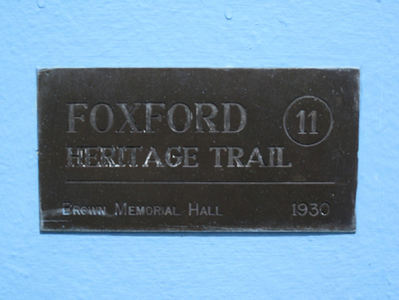 FOXFORD 11
HERITAGE TRAIL
BROWN MEMORIAL HALL 1930